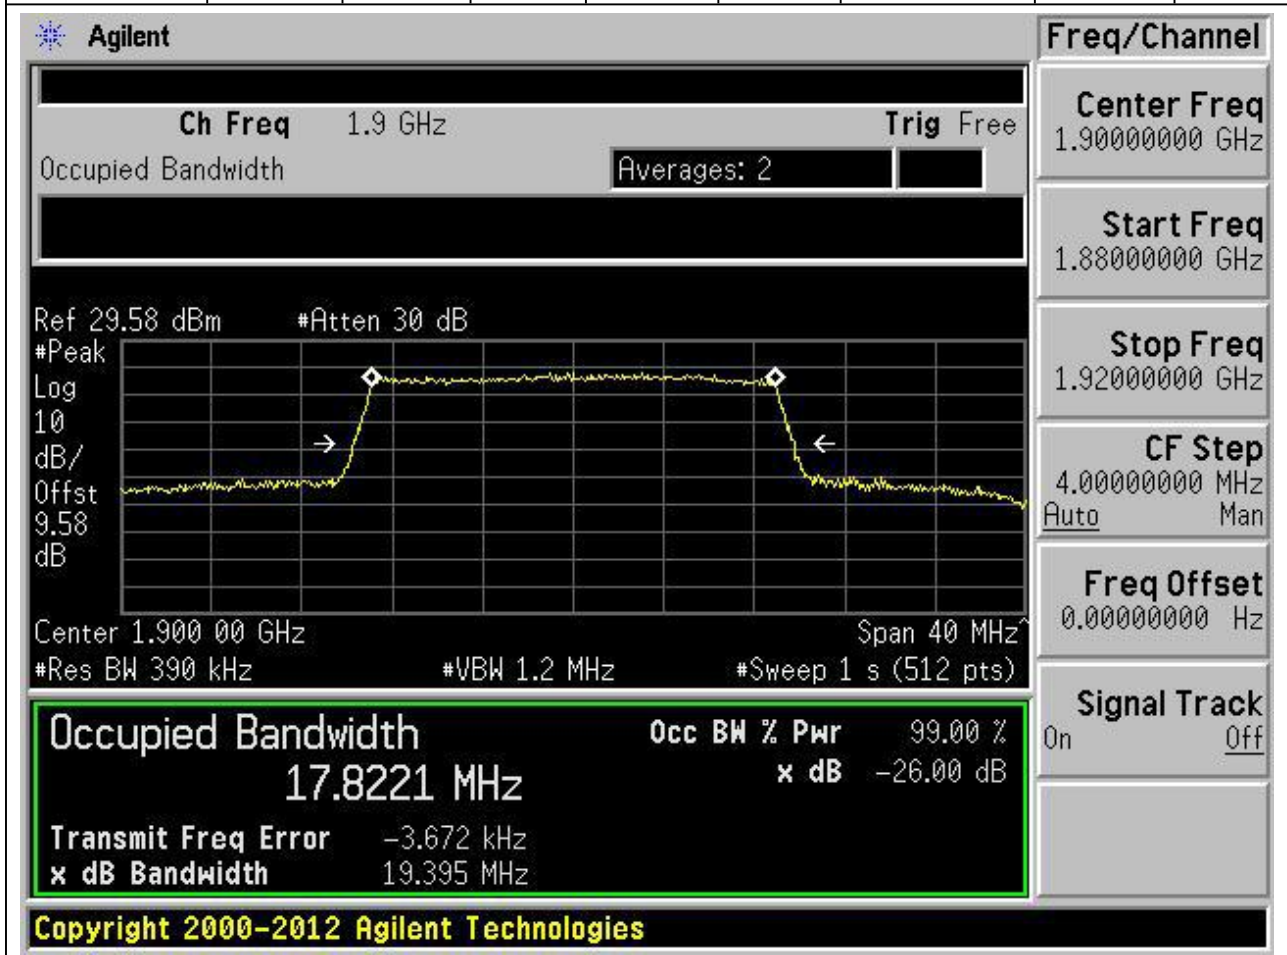 Agilent
Freq/Channel
Ch Freq 1.9 GHz Trig Free
Occupied Bandwidth Averages: 2
Center Freq
1.90000000 GHz
Start Freq
1.88000000 GHz
Stop Freq
1.92000000 GHz
CF Step
4.00000000 MHz
Auto Man
Freq Offset
0.00000000 Hz
Signal Track
On Off
Ref 29.58 dBm #Atten 30 dB
#Peak
Log
10
dB/
Offst
9.58
dB
Center 1.900 00 GHz Span 40 MHz^
#Res BW 390 kHz #VBW 1.2 MHz #Sweep 1 s (512 pts)
Occupied Bandwidth Occ BW % Pwr 99.00 %
17.8221 MHz x dB -26.00 dB
Transmit Freq Error -3.672 kHz
x dB Bandwidth 19.395 MHz
Copyright 2000-2012 Agilent Technologies